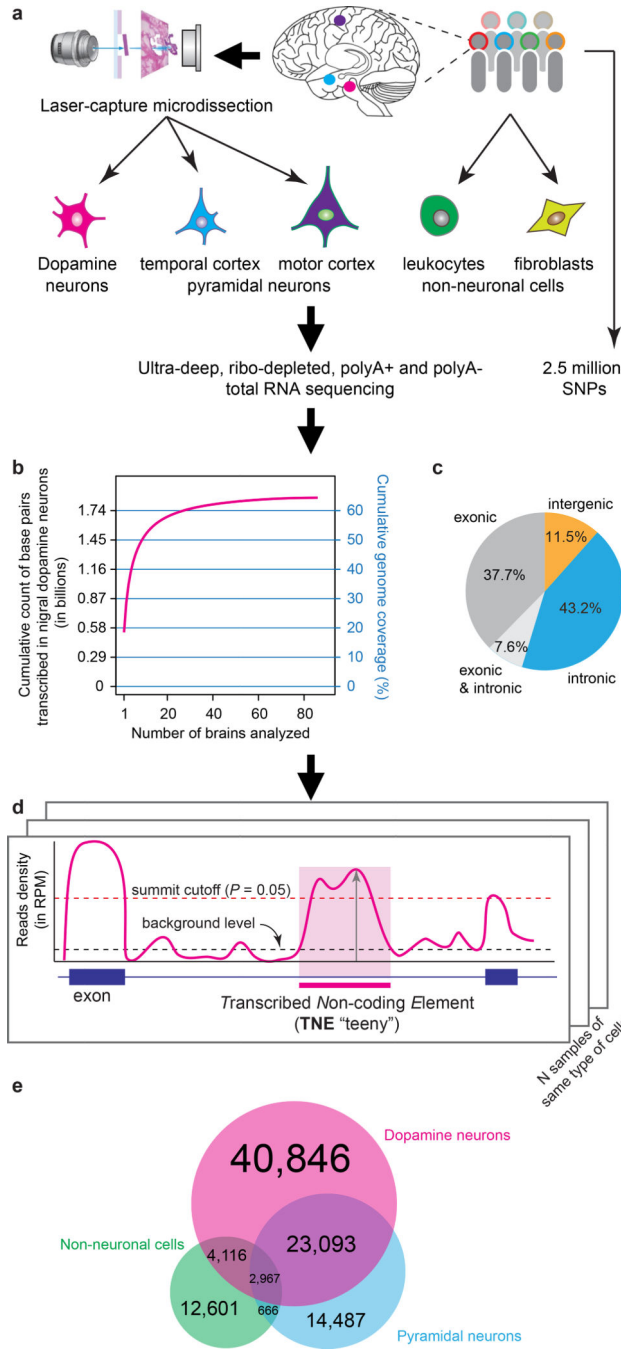 a
Laser-capture microdissection
Dopamine
neurons
temporal cortex
motor cortex
pyramidal neurons
leukocytes
fibroblasts
non-neuronal cells
Ultra-deep, ribo-depleted, polyA+ and polyA-
total RNA sequencing
2.5 million
SNPs
b
Cumulative count of base pairs
transcribed in nigral dopamine neurons
(in billions)
1.74
1.45
1.16
0.87
0.58
0.29
0
60
50
40
30
20
10
0
Cumulative genome coverage (%)
1
20
40
60
80
Number of brains analyzed
c
exonic
intergenic
11.5%
37.7%
43.2%
7.6%
exonic
& intronic
intronic
d
Reads density
(in RPM)
summit cutoff (P = 0.05)
background level
exon
Transcribed Non-coding Element
(TNE “teeny”)
N samples of
same type of cell
e
Dopamine neurons
40,846
Non-neuronal cells
4,116
23,093
2,967
12,601
666
14,487
Pyramidal neurons